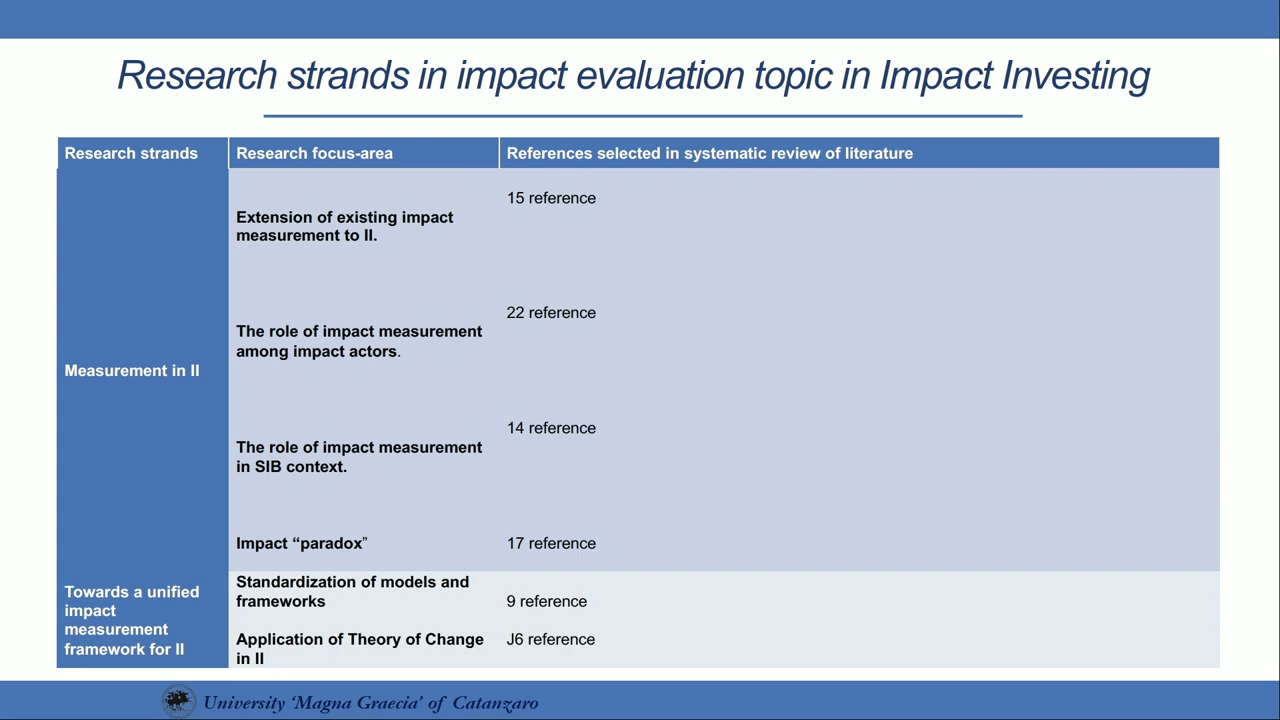 Research strands in impact evaluation topic in Impact Investing
Research strands
Research focus-area
References selected in systematic review of literature
Measurement in II
Extension of existing impact
measurement to II.
15 reference
The role of impact measurement
among impact actors.
22 reference
The role of impact measurement
in SIB context.
14 reference
Impact “paradox”
17 reference
Towards a unified
impact
measurement
framework for II
Standardization of models and
frameworks
9 reference
Application of Theory of Change
in II
J6 reference
University ‘Magna Graecia’ of Catanzaro